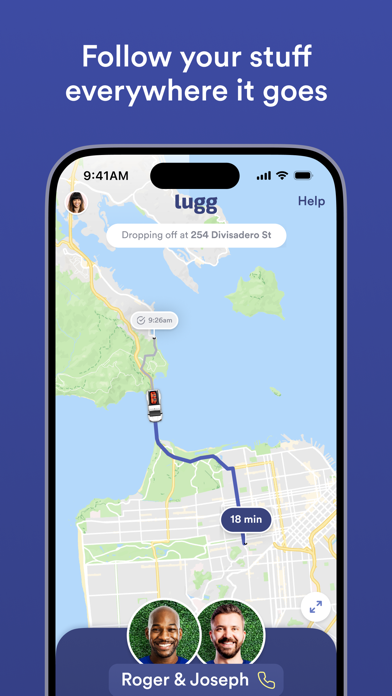 Follow your stuff
everywhere it goes
9:41AM
lugg
Help
Dropping off at 254 Divisadero St
9:26am
18 min
Roger & Joseph